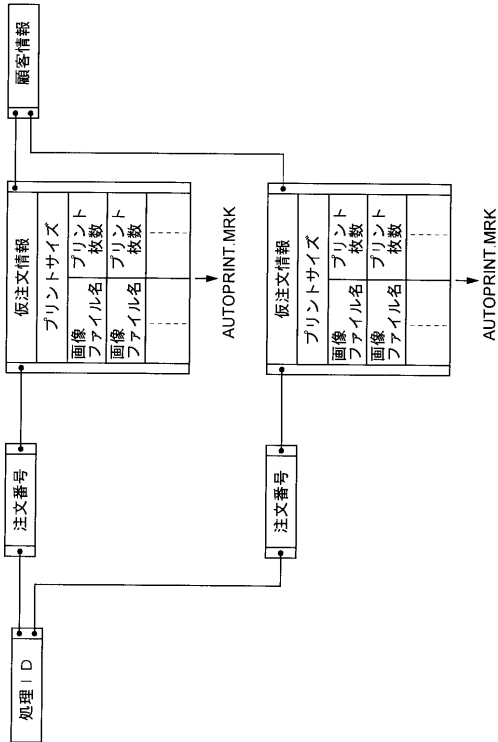 処理ID
注文番号
仮注文情報
プリントサイズ
画像
ファイル名
プリント
枚数
画像
ファイル名
プリント
枚数
AUTOPRINT.MRK
顧客情報
注文番号
仮注文情報
プリントサイズ
画像
ファイル名
プリント
枚数
画像
ファイル名
プリント
枚数
AUTOPRINT.MRK